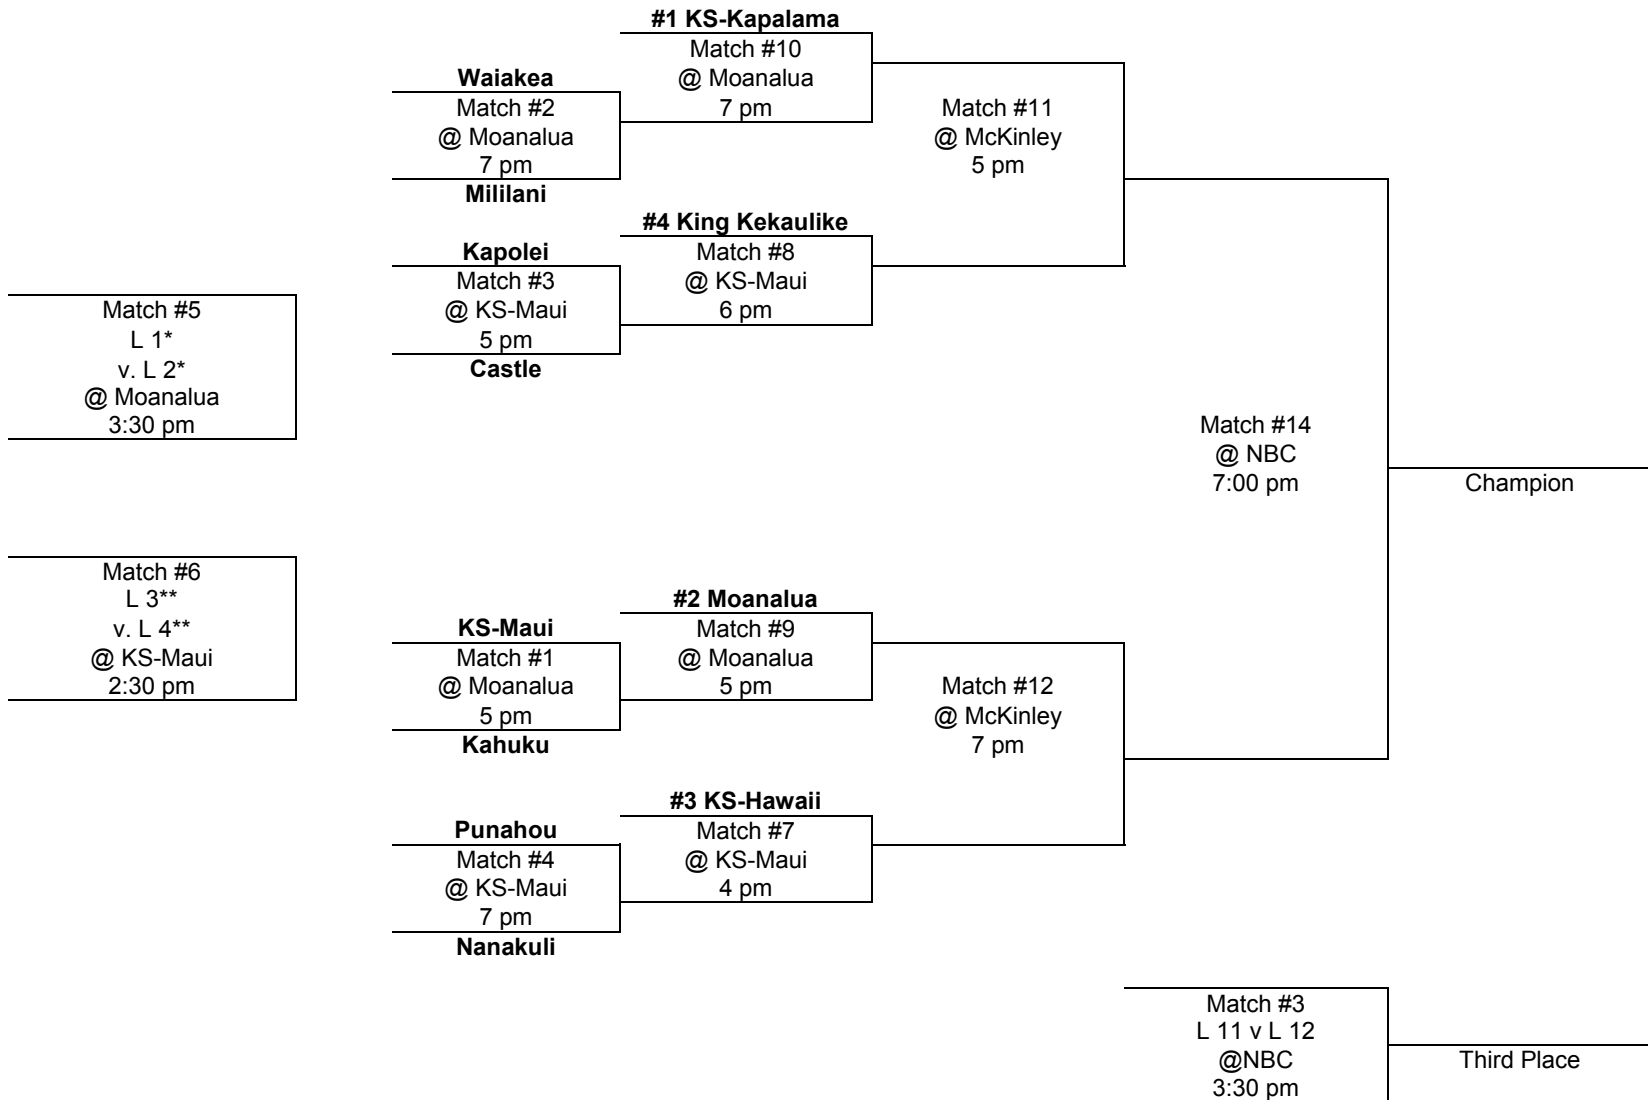 #1 KS-Kapalama
Match #10
@ Moanalua
7 pm
Waiakea
Match #2
@ Moanalua
7 pm
Mililani
Match #11
@ McKinley
5 pm
#4 King Kekaulike
Match #8
@ KS-Maui
6 pm
Kapolei
Match #3
@ KS-Maui
5 pm
Castle
Match #5
L 1*
v. L 2*
@ Moanalua
3:30 pm
Match #14
@ NBC
7:00 pm
Champion
Match #6
L 3**
v. L 4**
@ KS-Maui
2:30 pm
#2 Moanalua
Match #9
@ Moanalua
5 pm
KS-Maui
Match #1
@ Moanalua
5 pm
Kahuku
Match #12
@ McKinley
7 pm
#3 KS-Hawaii
Match #7
@ KS-Maui
4 pm
Punahou
Match #4
@ KS-Maui
7 pm
Nanakuli
Match #3
L 11 v L 12
@NBC
3:30 pm
Third Place